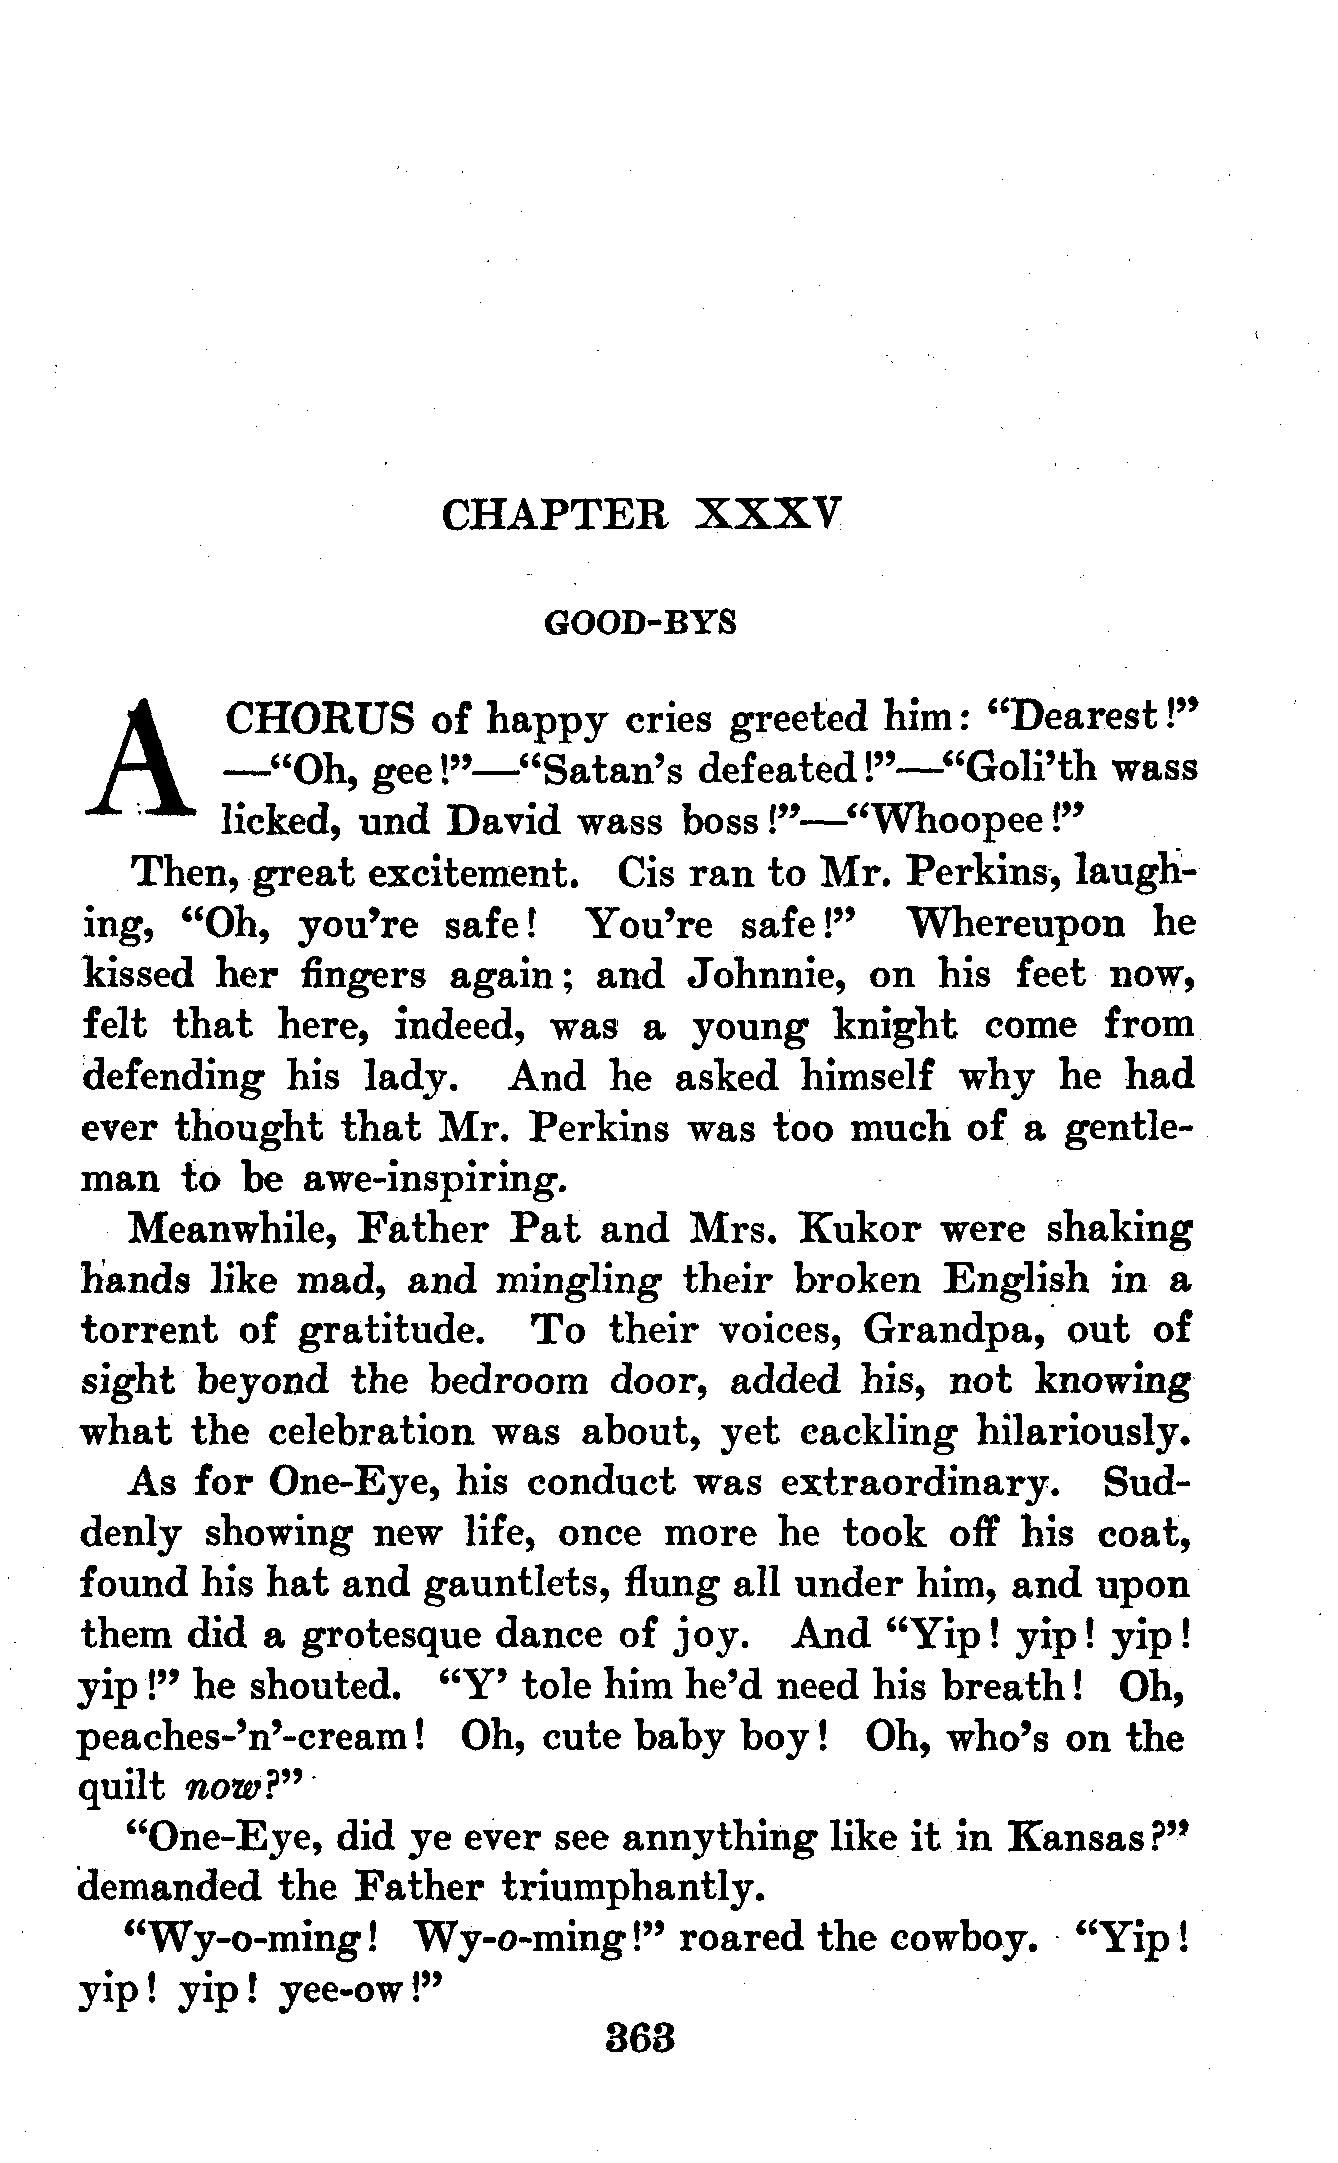 CHAPTER XXXV
GOOD-BYS
A CHORUS of happy cries greeted him: “Dearest!”
—“Oh, gee!”—“Satan’s defeated!”—“Goli’th wass
licked, und David wass boss!”—“Whoopee!”
Then, great excitement. Cis ran to Mr. Perkins, laugh-
ing, “Oh, you’re safe! You’re safe!” Whereupon he
kissed her fingers again; and Johnnie, on his feet now,
felt that here, indeed, was a young knight come from
defending his lady. And he asked himself why he had
ever thought that Mr. Perkins was too much of a gentle-
man to be awe-inspiring.
Meanwhile, Father Pat and Mrs. Kukor were shaking
hands like mad, and mingling their broken English in a
torrent of gratitude. To their voices, Grandpa, out of
sight beyond the bedroom door, added his, not knowing
what the celebration was about, yet cackling hilariously.
As for One-Eye, his conduct was extraordinary. Sud-
denly showing new life, once more he took off his coat,
found his hat and gauntlets, flung all under him, and upon
them did a grotesque dance of joy. And “Yip! yip! yip!
yip!” he shouted. “Y’ tole him he’d need his breath! Oh,
peaches-’n’-cream! Oh, cute baby boy! Oh, who’s on the
quilt now?”
“One-Eye, did ye ever see annything like it in Kansas?”
demanded the Father triumphantly.
“Wy-o-ming! Wy-o-ming!” roared the cowboy. “Yip!
yip! yip! yee-ow!”
363